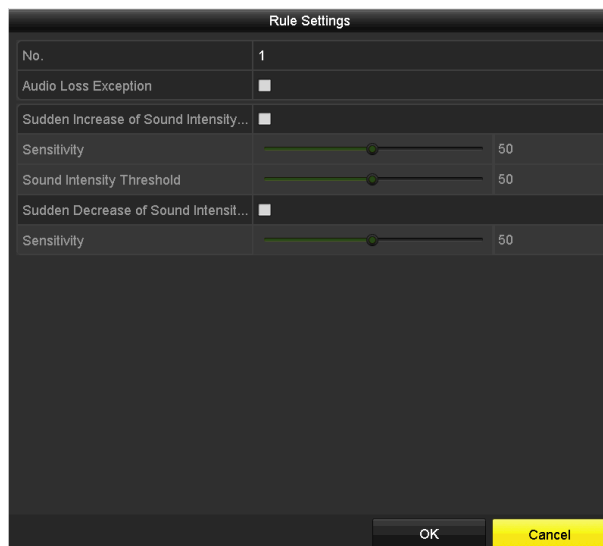 Rule Settings
No. 1
Audio Loss Exception
Sudden Increase of Sound Intensity...
Sensitivity 50
Sound Intensity Threshold 50
Sudden Decrease of Sound Intensit...
Sensitivity 50
OK Cancel